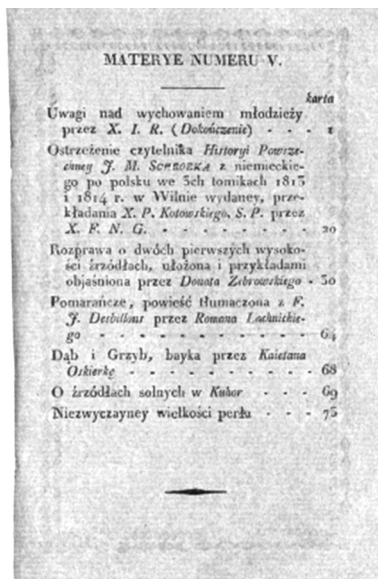 MATERYE NUMERU V.
karta
Uwagi nad wychowaniem młodzieży
przez X. I. R. (Dokończenie) - - - 1
Ostrzeżenie czytelnika Historyi Powsze-
chney J. M. SCHROZKA z niemieckie-
go po polsku we 3ch tomikach 1813
i 1814 r. w Wilnie wydaney, prze-
kładania X. P. Kotowskiego, S. P. przez
X. F. N. G. - - - - - - - - 20
Rozprawa o dwóch pierwszych wysoko-
ści źrzódłach, ułożona i przykładami
objaśniona przez Donata Zebrowskiego - 30
Pomarańcze, powieść tłumaczona z F.
J. Desbillons przez Romana Lachnickie-
go - - - - - - - - - - 64
Dąb i Grzyb, bayka przez Kaietana
Oskierkę - - - - - - - - 68
O źrzódłach solnych w Kuhor - - - 69
Niezwyczayney wielkości perłu - - - 75